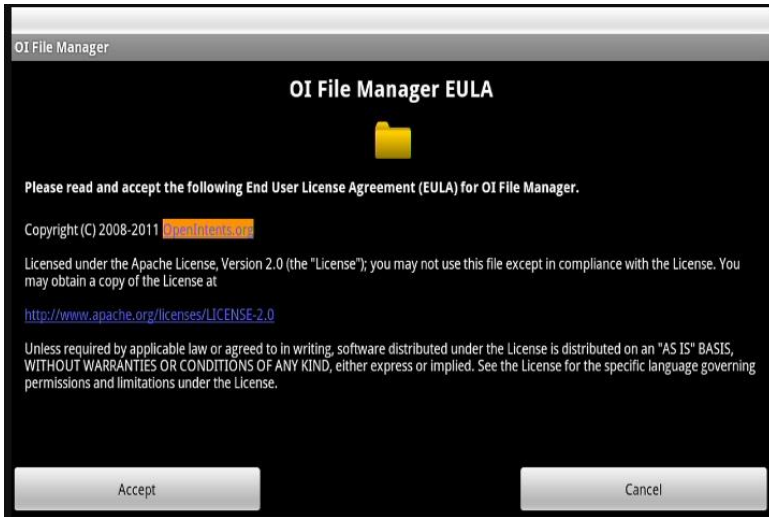 OI File Manager
OI File Manager EULA
Please read and accept the following End User License Agreement (EULA) for OI File Manager.
Copyright (C) 2008-2011 OpenIntents.org
Licensed under the Apache License, Version 2.0 (the "License"); you may not use this file except in compliance with the License. You
may obtain a copy of the License at
http://www.apache.org/licenses/LICENSE-2.0
Unless required by applicable law or agreed to in writing, software distributed under the License is distributed on an "AS IS" BASIS,
WITHOUT WARRANTIES OR CONDITIONS OF ANY KIND, either express or implied. See the License for the specific language governing
permissions and limitations under the License.
Accept
Cancel